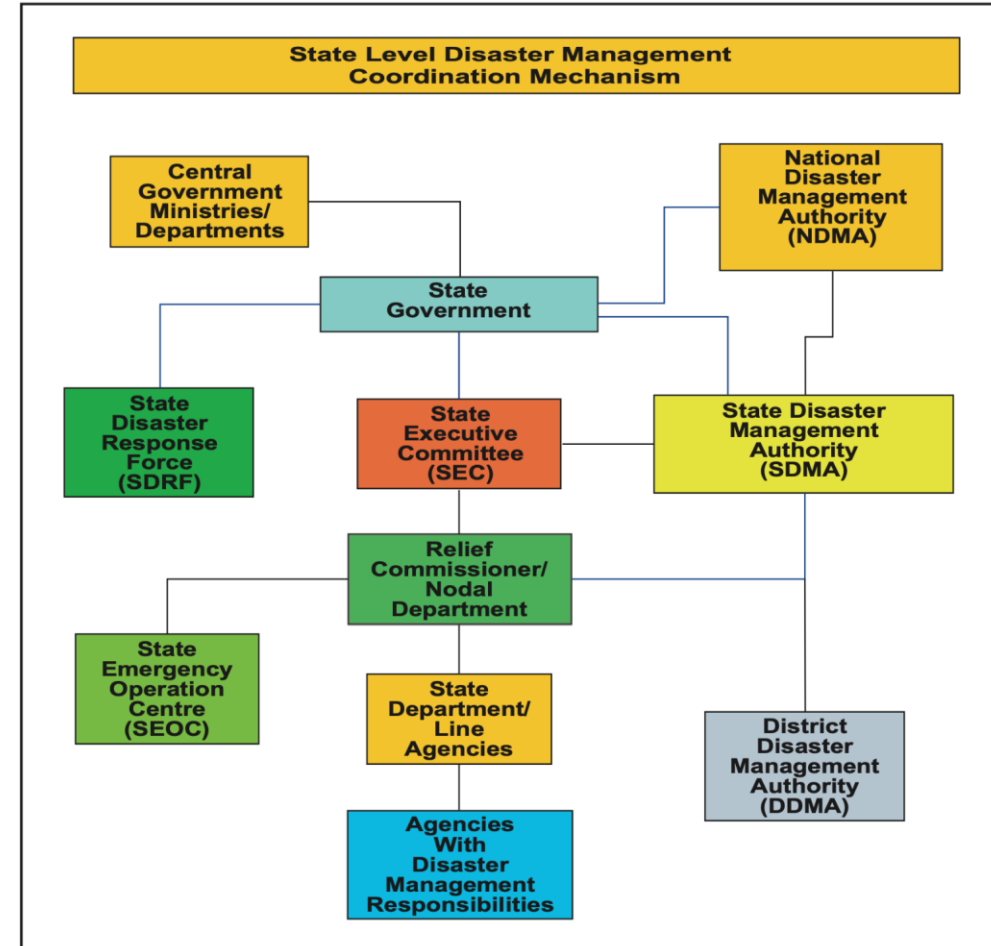 State Level Disaster Management
Coordination Mechanism
Central
Government
Ministries/
Departments
National
Disaster
Management
Authority
(NDMA)
State
Government
State
Disaster
Response
Force
(SDRF)
State
Executive
Committee
(SEC)
State Disaster
Management
Authority
(SDMA)
Relief
Commissioner/
Nodal
Department
State
Emergency
Operation
Centre
(SEOC)
State
Department/
Line
Agencies
District
Disaster
Management
Authority
(DDMA)
Agencies
With
Disaster
Management
Responsibilities